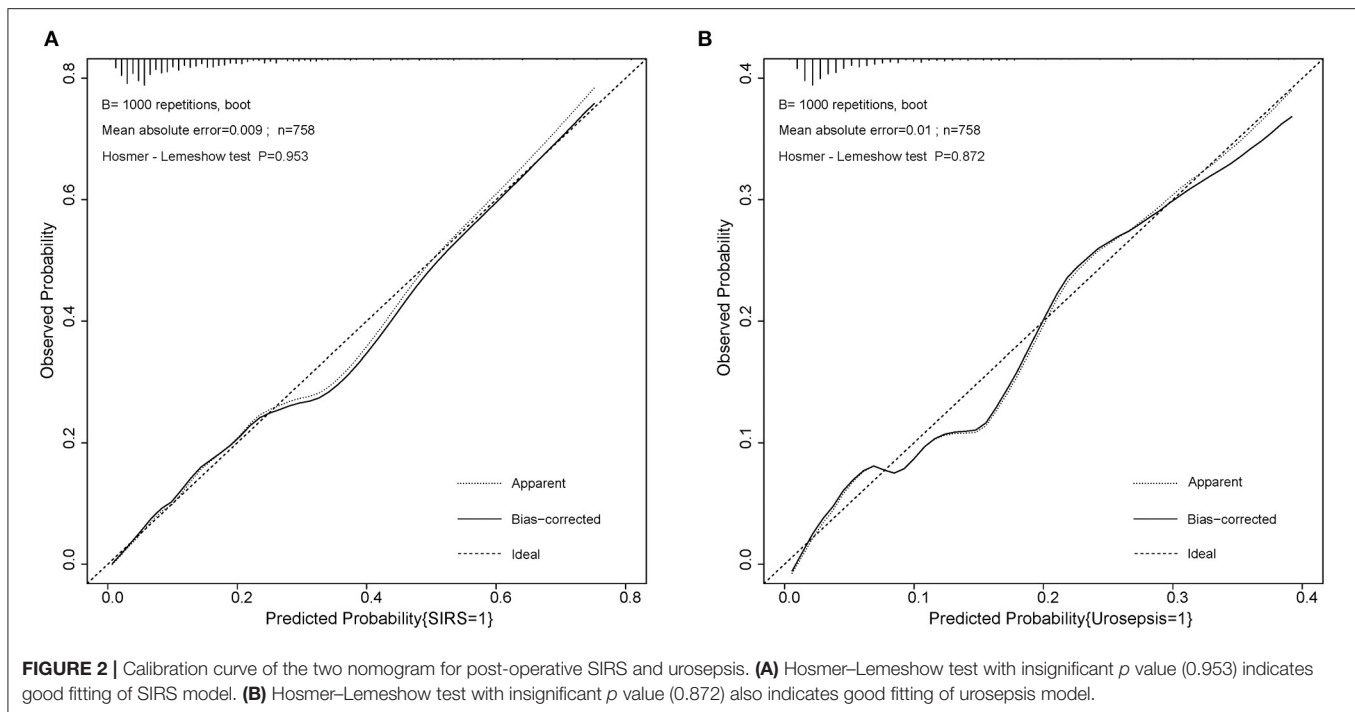 A
B= 1000 repetitions, boot
Mean absolute error=0.009 ; n=758
Hosmer - Lemeshow test P=0.953
Observed Probability
0.0
0.2
0.4
0.6
0.8
Apparent
Bias-corrected
Ideal
0.0 0.2 0.4 0.6 0.8
Predicted Probability{SIRS=1}
B
B= 1000 repetitions, boot
Mean absolute error=0.01 ; n=758
Hosmer - Lemeshow test P=0.872
Observed Probability
0.0
0.1
0.2
0.3
0.4
Apparent
Bias-corrected
Ideal
0.0 0.1 0.2 0.3 0.4
Predicted Probability{Urosepsis=1}
FIGURE 2 | Calibration curve of the two nomogram for post-operative SIRS and urosepsis. (A) Hosmer–Lemeshow test with insignificant p value (0.953) indicates
good fitting of SIRS model. (B) Hosmer–Lemeshow test with insignificant p value (0.872) also indicates good fitting of urosepsis model.